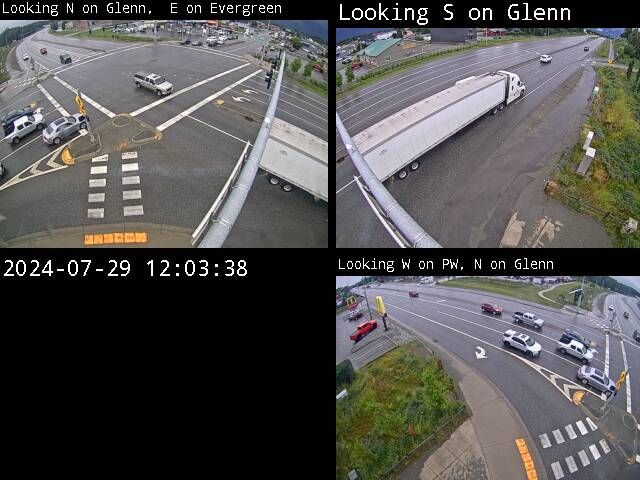 Looking N on Glenn, E on Evergreen
Looking S on Glenn
2024-07-29 12:03:38
Looking W on PW, N on Glenn